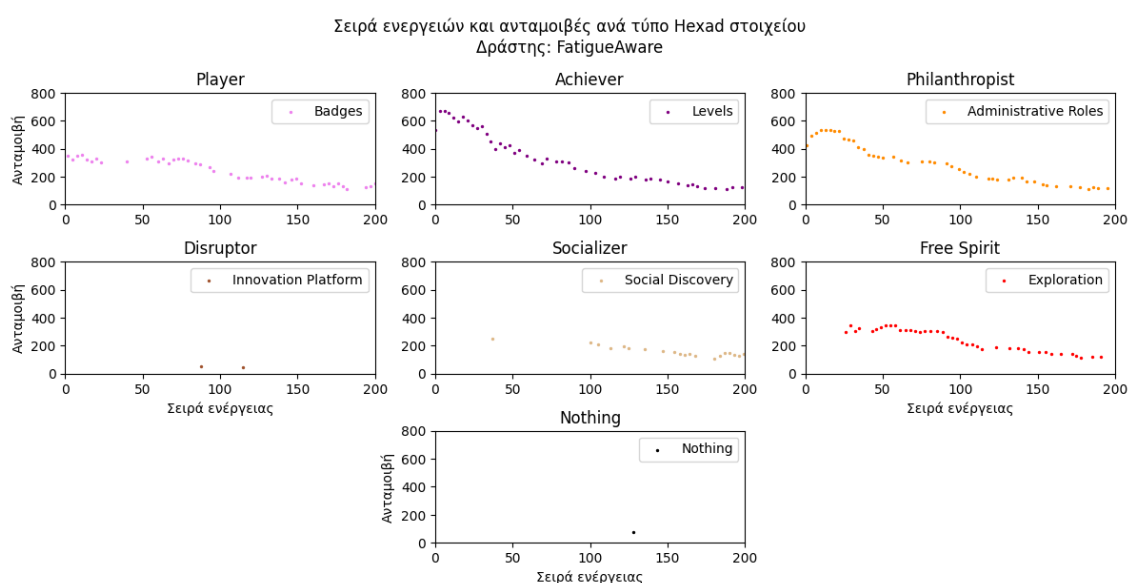 Σειρά ενεργειών και ανταμοιβές ανά τύπο Hexad στοιχείου
Δράστης: FatigueAware
Player
Achiever
Philanthropist
Ανταμοιβή
800
600
400
200
0
Badges
0 50 100 150 200
800
600
400
200
0
Levels
0 50 100 150 200
800
600
400
200
0
Administrative Roles
0 50 100 150 200
Disruptor
Socializer
Free Spirit
Ανταμοιβή
800
600
400
200
0
Innovation Platform
0 50 100 150 200
Σειρά ενέργειας
800
600
400
200
0
Social Discovery
0 50 100 150 200
800
600
400
200
0
Exploration
0 50 100 150 200
Σειρά ενέργειας
Nothing
Ανταμοιβή
800
600
400
200
0
Nothing
0 50 100 150 200
Σειρά ενέργειας